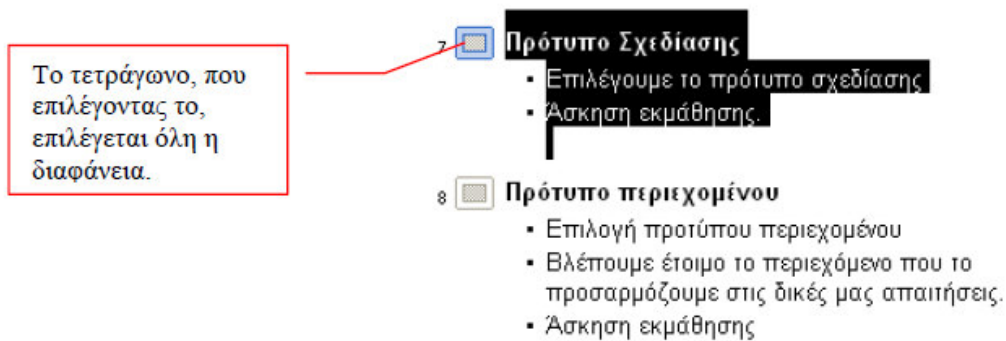 Το τετράγωνο, που
επιλέγοντας το,
επιλέγεται όλη η
διαφάνεια.
7 Πρότυπο Σχεδίασης
▪ Επιλέγουμε το πρότυπο σχεδίασης
▪ Άσκηση εκμάθησης.
8 Πρότυπο περιεχομένου
▪ Επιλογή προτύπου περιεχομένου
▪ Βλέπουμε έτοιμο το περιεχόμενο που το
προσαρμόζουμε στις δικές μας απαιτήσεις.
▪ Άσκηση εκμάθησης